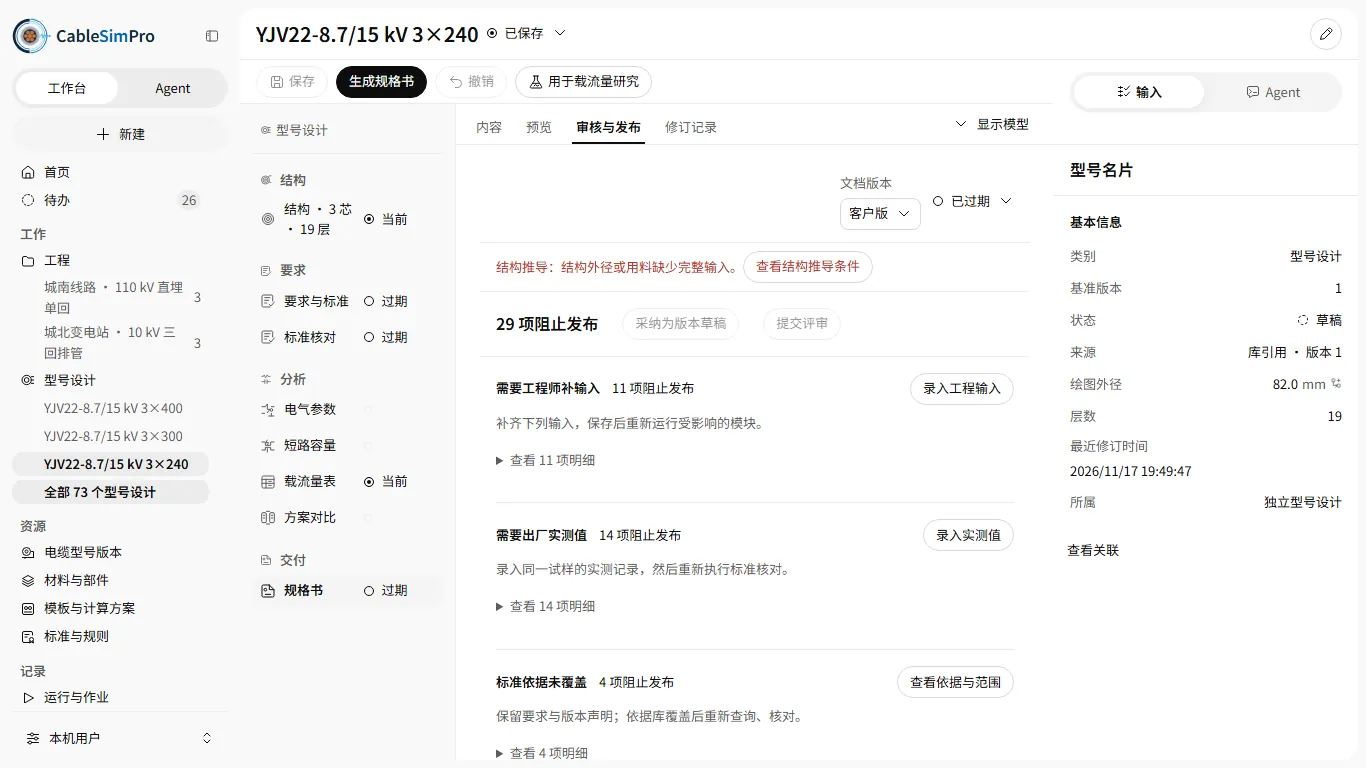 CableSimPro
工作台
Agent
新建
首页
待办
26
工作
工程
城南线路 · 110 kV 直埋
单回
3
城北变电站 · 10 kV 三
回排管
3
型号设计
YJV22-8.7/15 kV 3×400
YJV22-8.7/15 kV 3×300
YJV22-8.7/15 kV 3×240
全部 73 个型号设计
资源
电缆型号版本
材料与部件
模板与计算方案
标准与规则
记录
运行与作业
本机用户
YJV22-8.7/15 kV 3×240
已保存
保存
生成规格书
撤销
用于载流量研究
型号设计
结构
结构 · 3 芯
· 19 层
当前
要求
要求与标准
过期
标准核对
过期
分析
电气参数
短路容量
载流量表
当前
方案对比
交付
规格书
过期
内容
预览
审核与发布
修订记录
显示模型
文档版本
客户版
已过期
结构推导：结构外径或用料缺少完整输入。
查看结构推导条件
29 项阻止发布
采纳为版本草稿
提交评审
需要工程师补输入 11 项阻止发布
录入工程输入
补齐下列输入，保存后重新运行受影响的模块。
查看 11 项明细
需要出厂实测值 14 项阻止发布
录入实测值
录入同一试样的实测记录，然后重新执行标准核对。
查看 14 项明细
标准依据未覆盖 4 项阻止发布
查看依据与范围
保留要求与版本声明；依据库覆盖后重新查询、核对。
查看 4 项明细
输入
Agent
型号名片
基本信息
类别
型号设计
基准版本
1
状态
草稿
来源
库引用 · 版本 1
绘图外径
82.0 mm
层数
19
最近修订时间
2026/11/17 19:49:47
所属
独立型号设计
查看关联